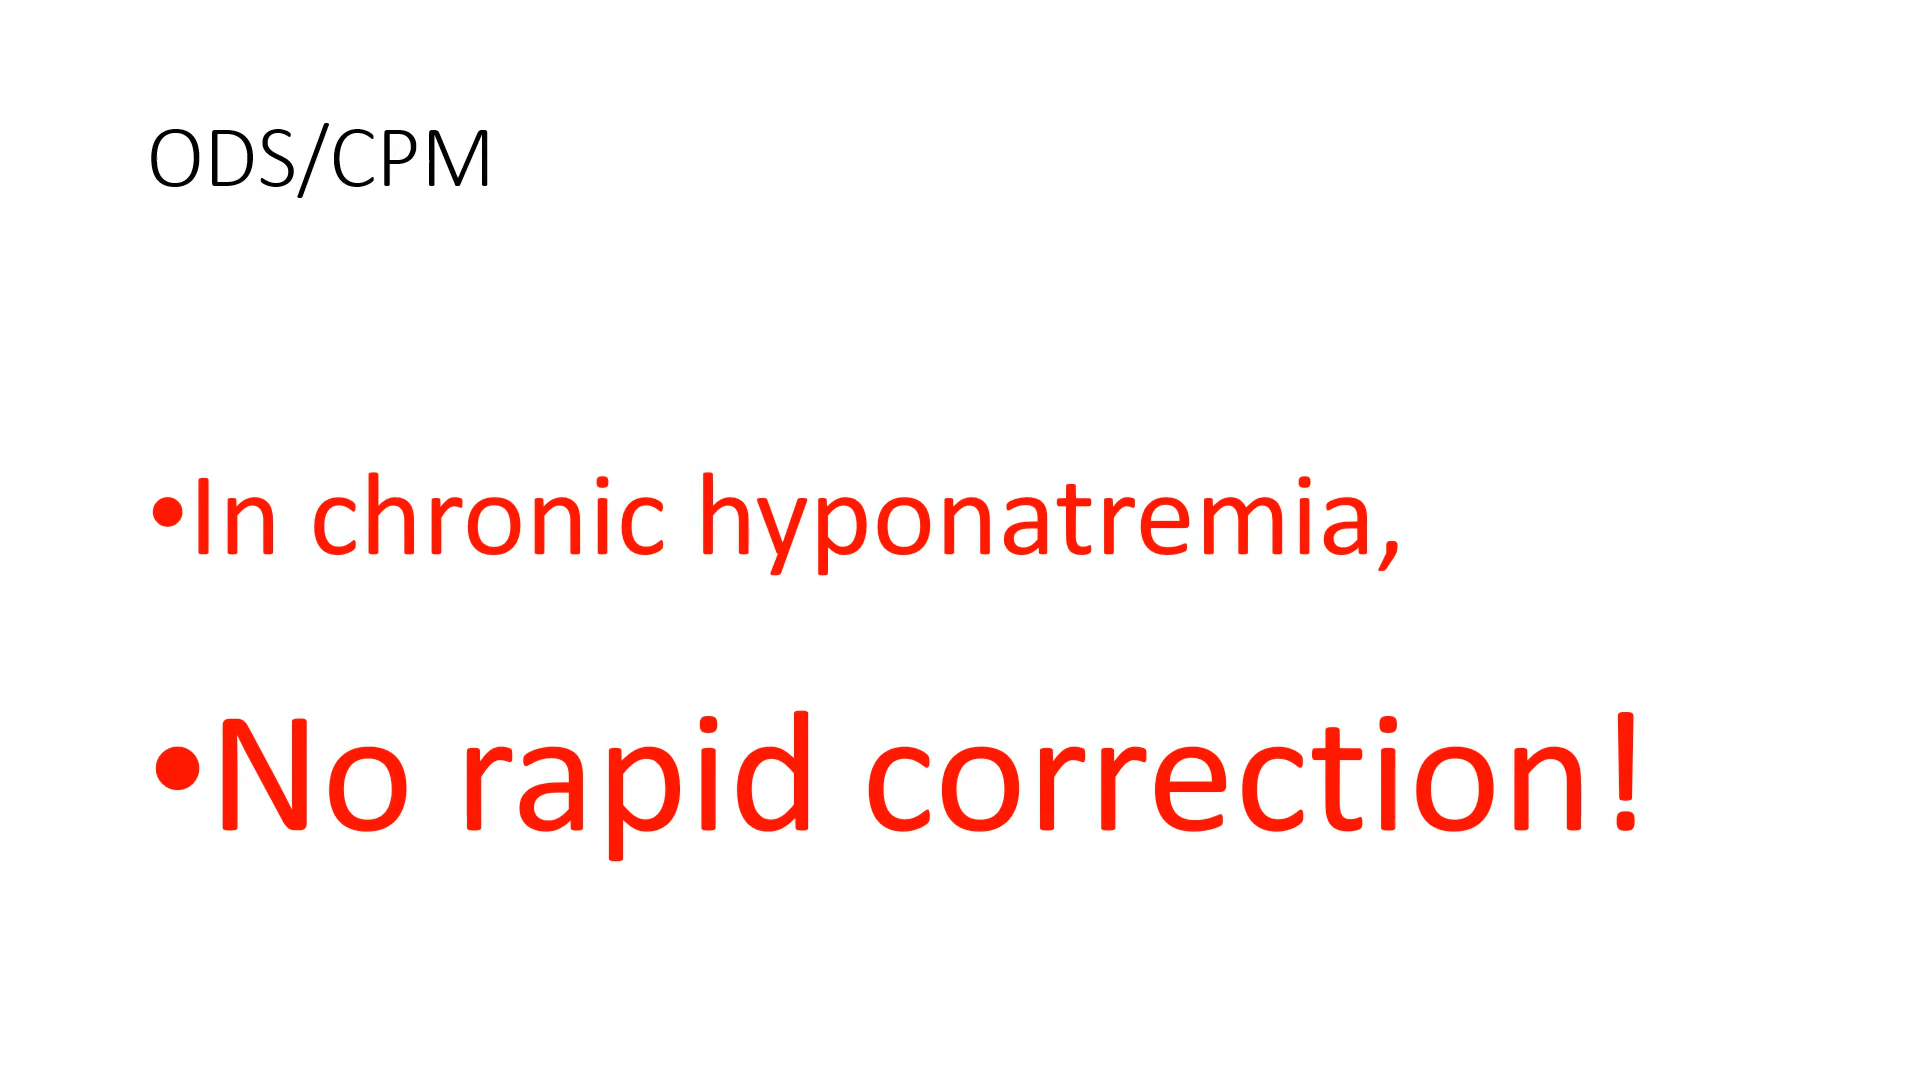 ODS/CPM
•In chronic hyponatremia,
•No rapid correction!